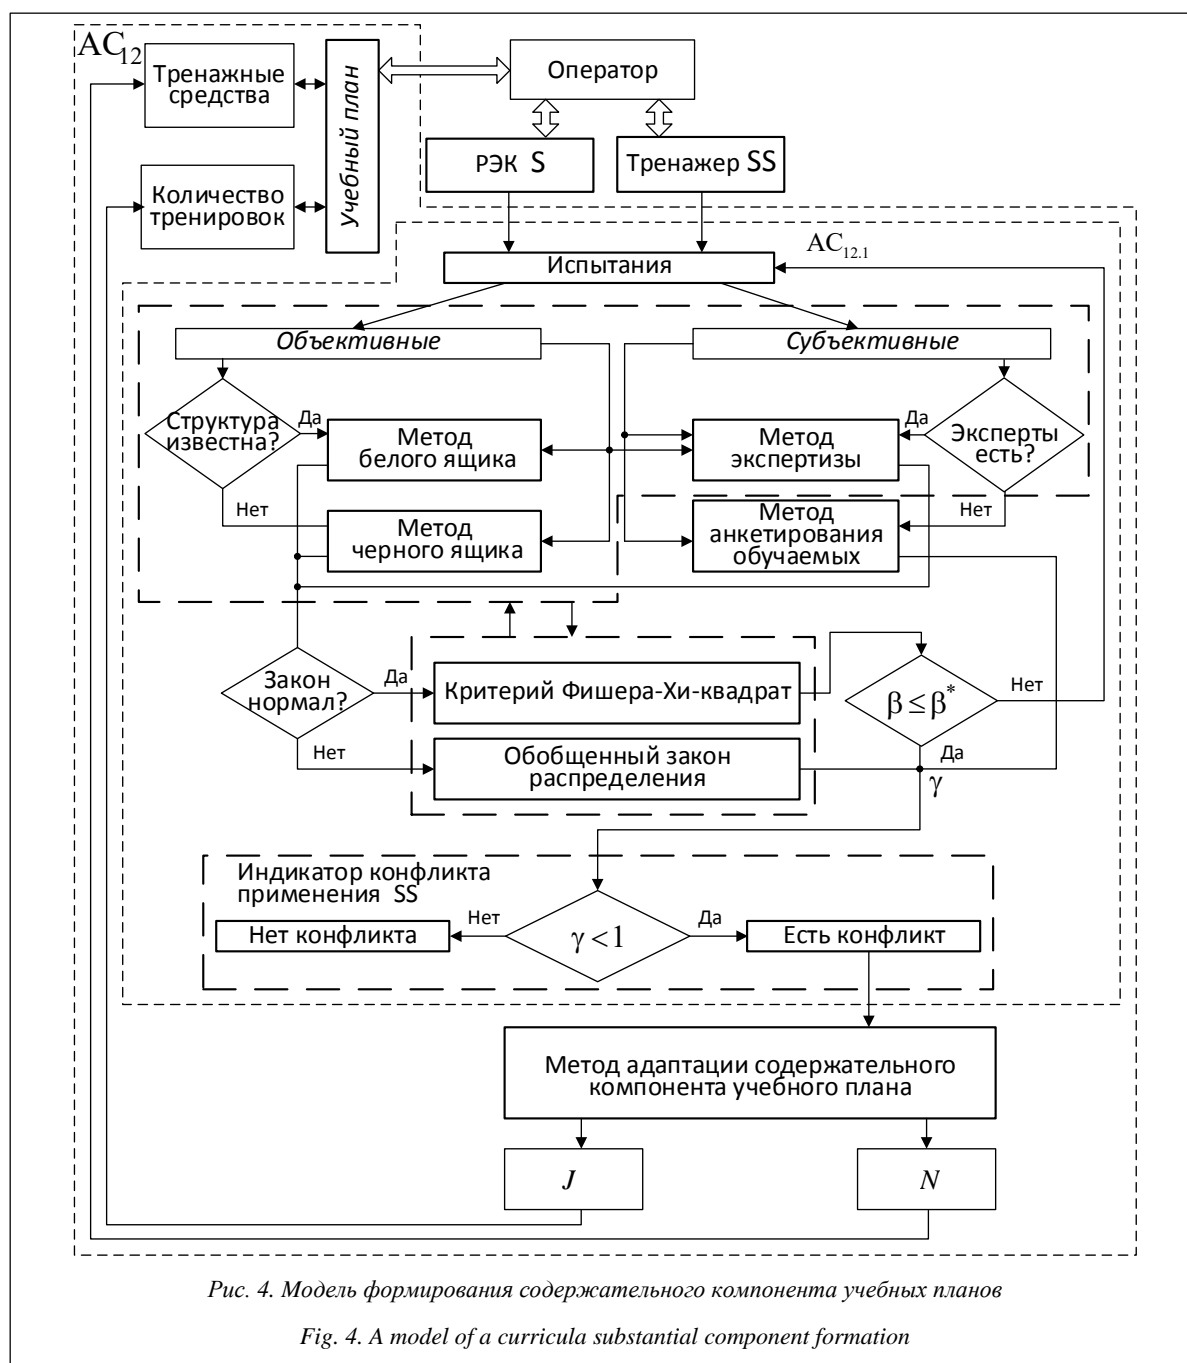 АС12
Тренажные
средства
Учебный план
Оператор
РЭК S
Тренажер SS
Количество
тренировок
АС12.1
Испытания
Объективные
Субъективные
Структура
известна?
Да
Метод
белого ящика
Метод
экспертизы
Да
Эксперты
есть?
Нет
Метод
черного ящика
Метод
анкетирования
обучаемых
Нет
Закон
нормал?
Да
Критерий Фишера-Хи-квадрат
β ≤ β*
Нет
Нет
Обобщенный закон
распределения
Да
γ
Индикатор конфликта
применения SS
Нет конфликта
Нет
γ < 1
Да
Есть конфликт
Метод адаптации содержательного
компонента учебного плана
J
N
Рис. 4. Модель формирования содержательного компонента учебных планов
Fig. 4. A model of a curricula substantial component formation